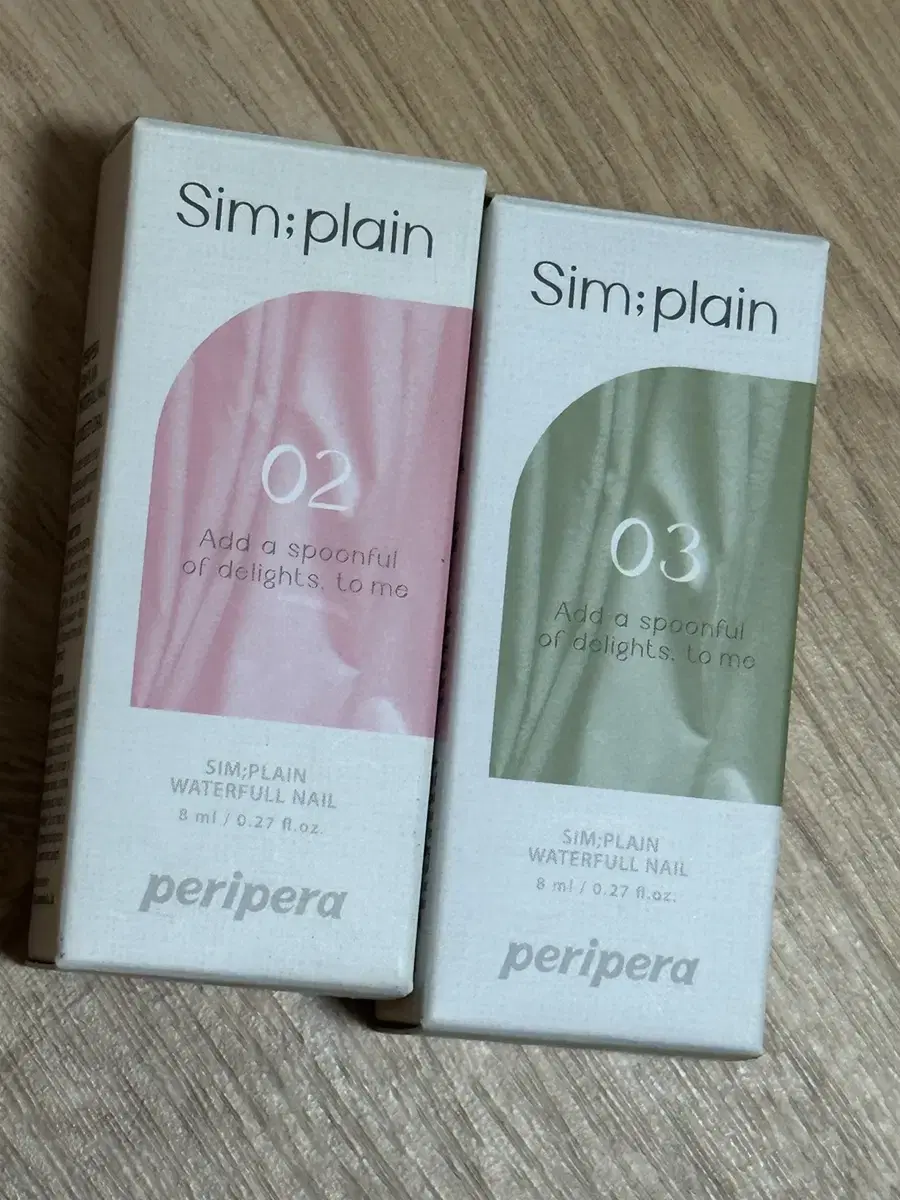 Sim;plain
02
Add a spoonful
of delights. to me
SIM;PLAIN
WATERFULL NAIL
8 ml / 0.27 fl.oz.
peripera
Sim;plain
03
Add a spoonful
of delights. to me
SIM;PLAIN
WATERFULL NAIL
8 ml / 0.27 fl.oz.
peripera